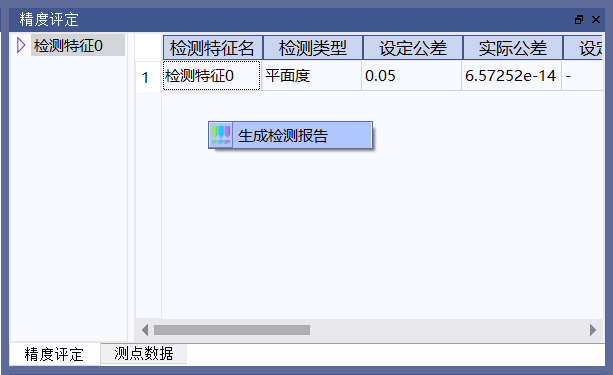 精度评定
检测特征0
检测特征名 检测类型 设定公差 实际公差
1 检测特征0 平面度 0.05 6.57252e-14 -
生成检测报告
精度评定 测点数据